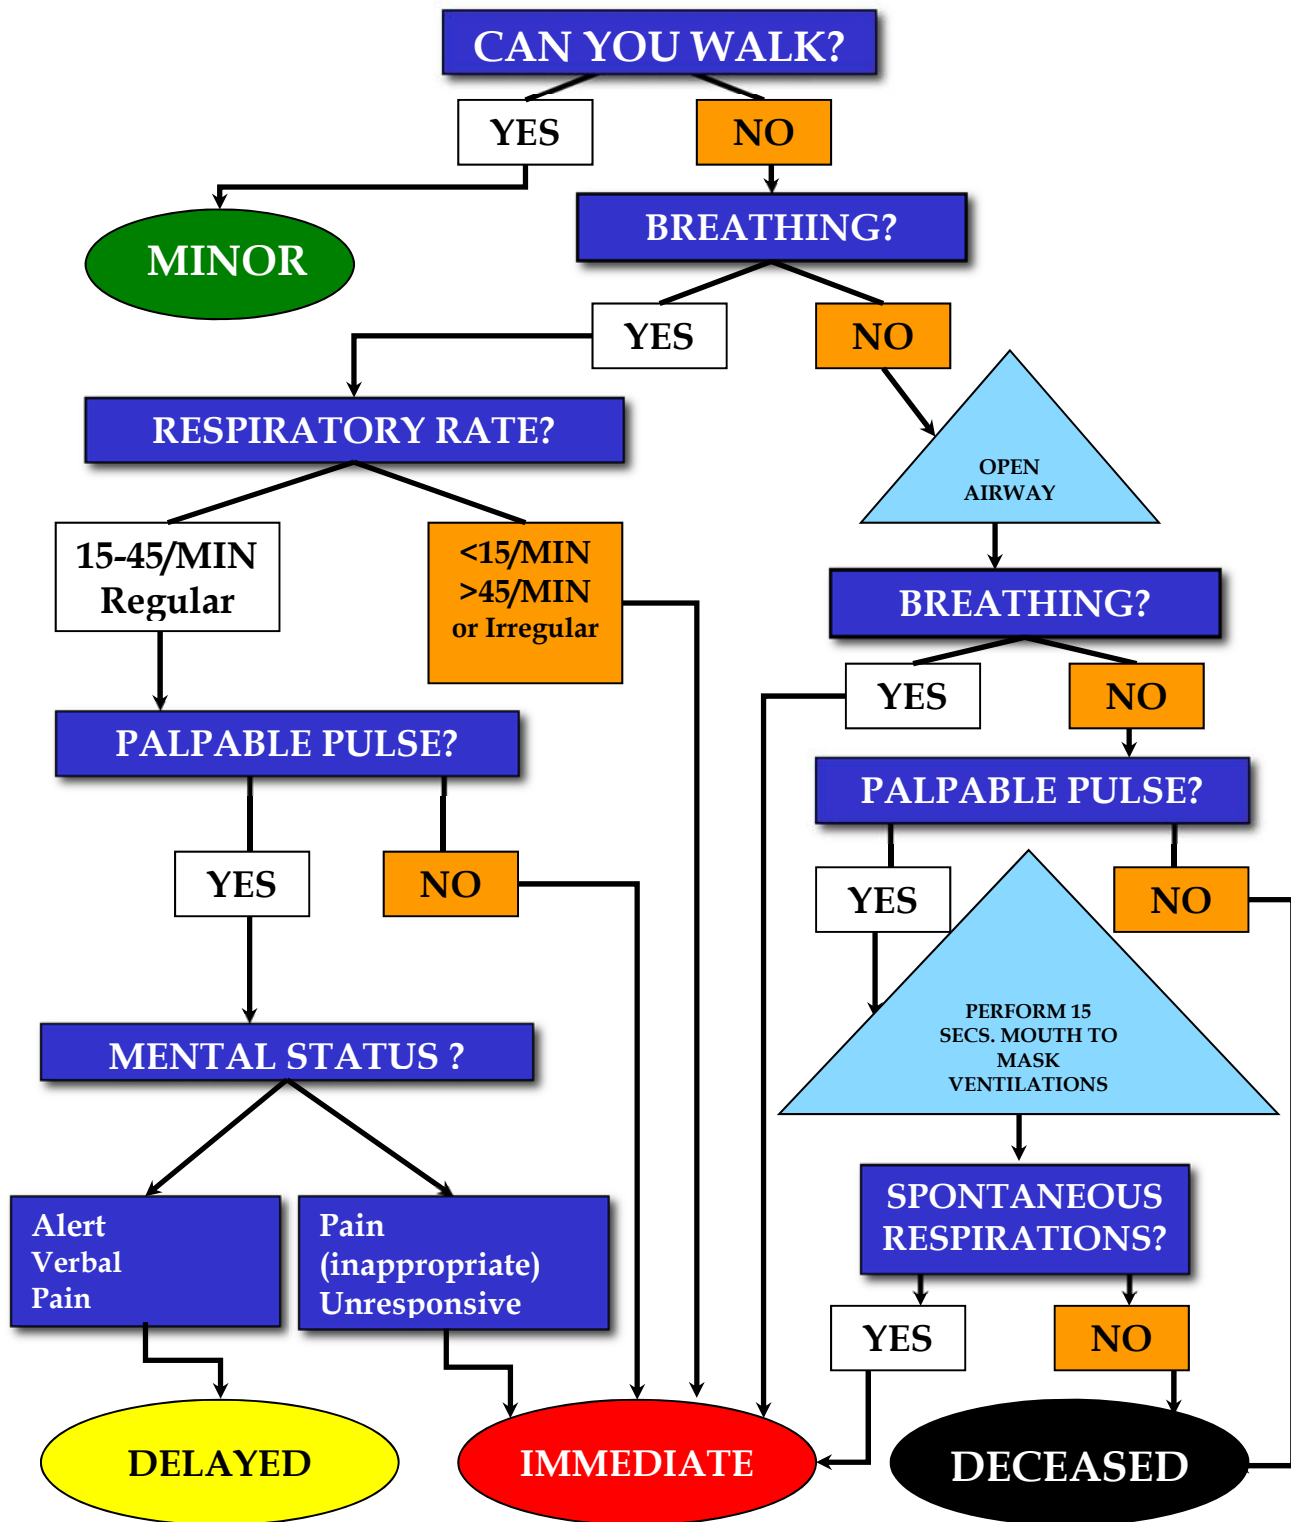 CAN YOU WALK?
YES
NO
BREATHING?
MINOR
YES
NO
RESPIRATORY RATE?
OPEN
AIRWAY
15-45/MIN
Regular
<15/MIN
>45/MIN
or Irregular
BREATHING?
YES
NO
PALPABLE PULSE?
PALPABLE PULSE?
YES
NO
YES
NO
PERFORM 15
SECS. MOUTH TO
MASK
VENTILATIONS
MENTAL STATUS ?
SPONTANEOUS
RESPIRATIONS?
Alert
Verbal
Pain
Pain
(inappropriate)
Unresponsive
YES
NO
DELAYED
IMMEDIATE
DECEASED